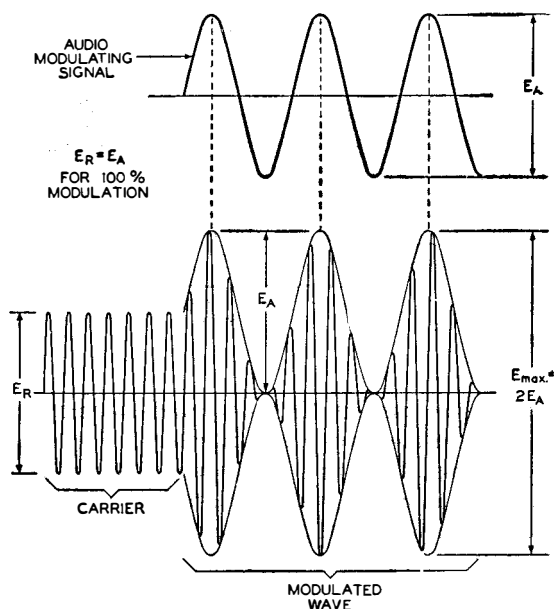 AUDIO
MODULATING
SIGNAL
EA
ER = EA
FOR 100 %
MODULATION
EA
ER
Emax.=
2EA
CARRIER
MODULATED
WAVE